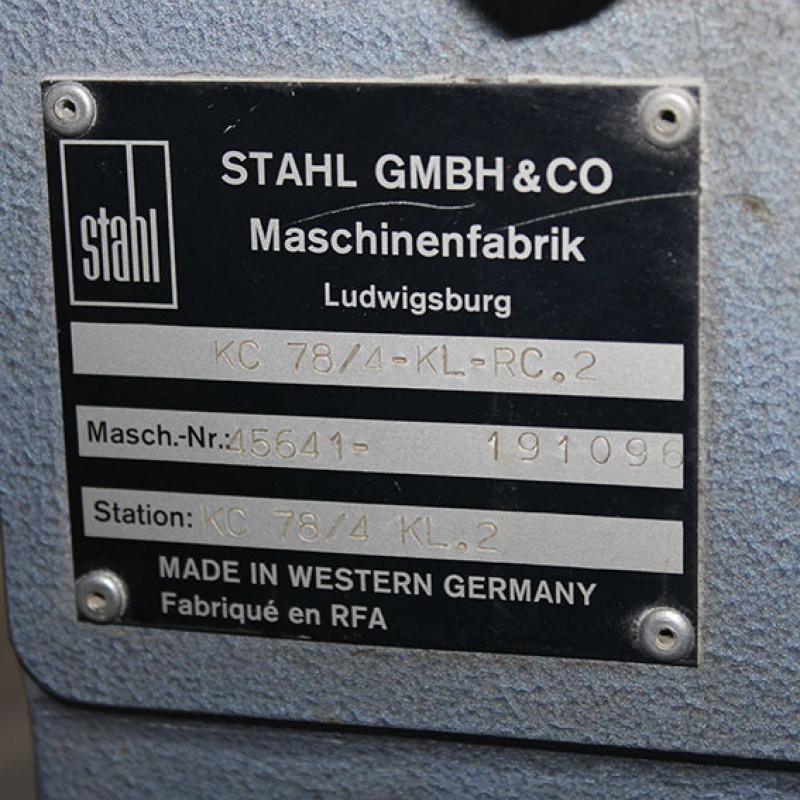 stahl
STAHL GMBH & CO
Maschinenfabrik
Ludwigsburg
KC 78/4-KL-RC.2
Masch.-Nr.: 45641- 191096
Station: KC 78/4 KL.2
MADE IN WESTERN GERMANY
Fabriqué en RFA